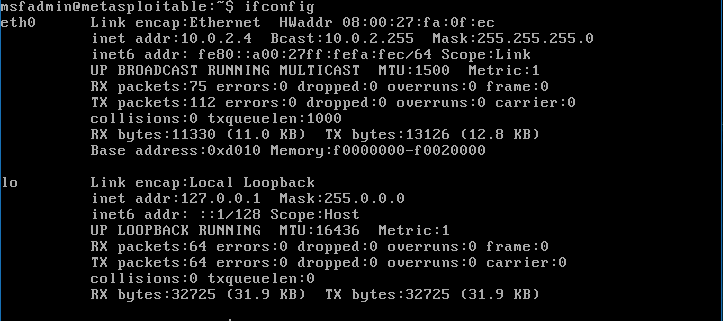 msfadmin@metasploitable:~$ ifconfig
eth0      Link encap:Ethernet  HWaddr 08:00:27:fa:0f:ec
          inet addr:10.0.2.4  Bcast:10.0.2.255  Mask:255.255.255.0
          inet6 addr: fe80::a00:27ff:fefa:fec/64 Scope:Link
          UP BROADCAST RUNNING MULTICAST  MTU:1500  Metric:1
          RX packets:75 errors:0 dropped:0 overruns:0 frame:0
          TX packets:112 errors:0 dropped:0 overruns:0 carrier:0
          collisions:0 txqueuelen:1000
          RX bytes:11330 (11.0 KB)  TX bytes:13126 (12.8 KB)
          Base address:0xd010 Memory:f0000000-f0020000

lo        Link encap:Local Loopback
          inet addr:127.0.0.1  Mask:255.0.0.0
          inet6 addr: ::1/128 Scope:Host
          UP LOOPBACK RUNNING  MTU:16436  Metric:1
          RX packets:64 errors:0 dropped:0 overruns:0 frame:0
          TX packets:64 errors:0 dropped:0 overruns:0 carrier:0
          collisions:0 txqueuelen:0
          RX bytes:32725 (31.9 KB)  TX bytes:32725 (31.9 KB)